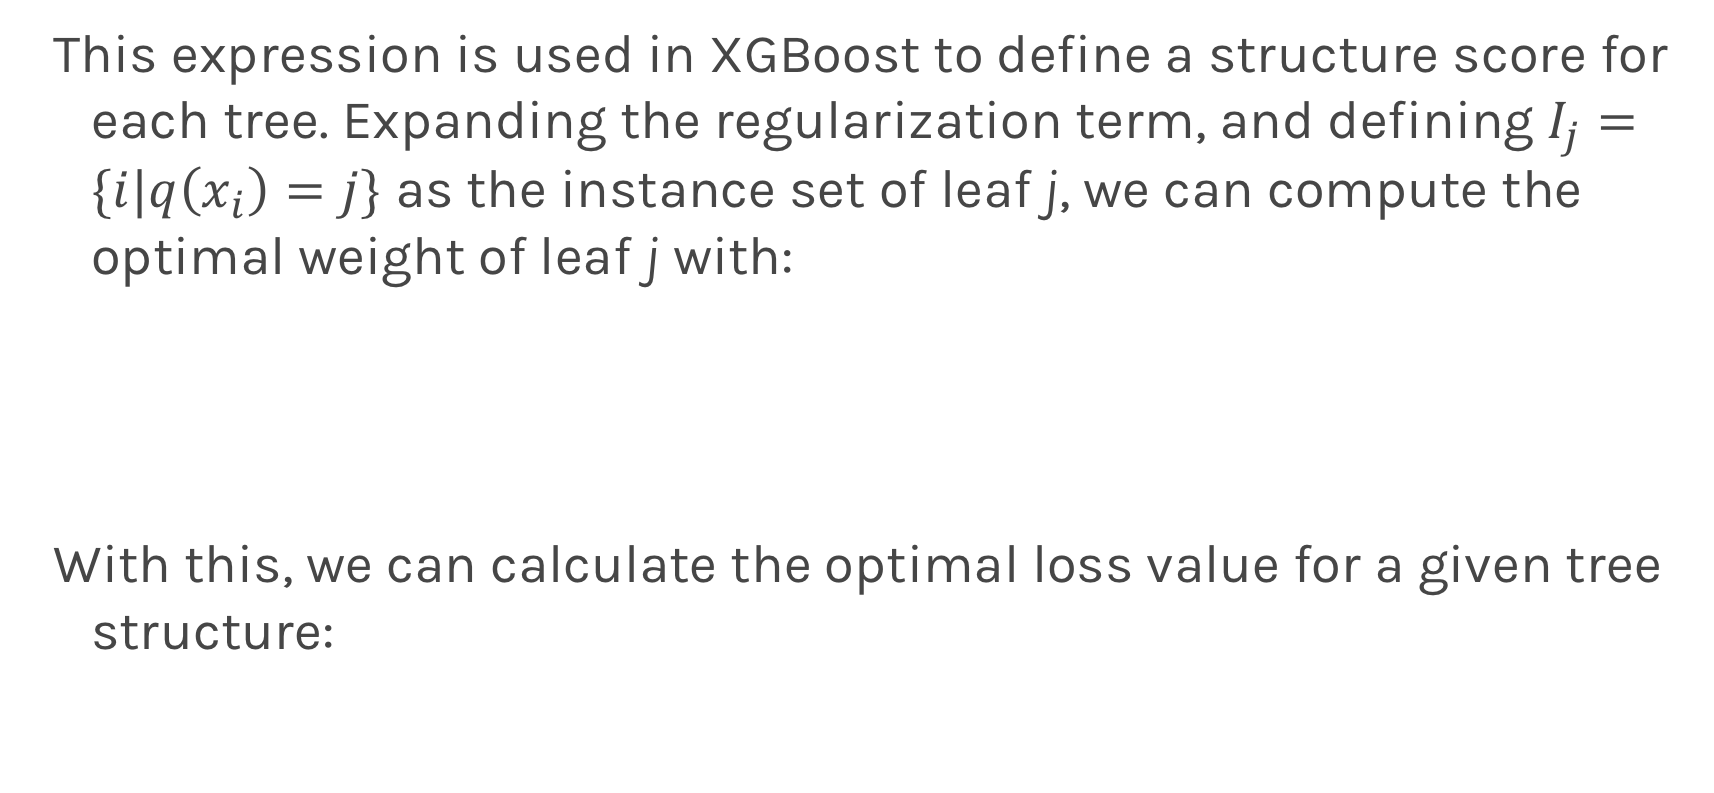 This expression is used in XGBoost to define a structure score for
each tree. Expanding the regularization term, and defining I_j =
{i|q(x_i) = j} as the instance set of leaf j, we can compute the
optimal weight of leaf j with:
With this, we can calculate the optimal loss value for a given tree
structure: